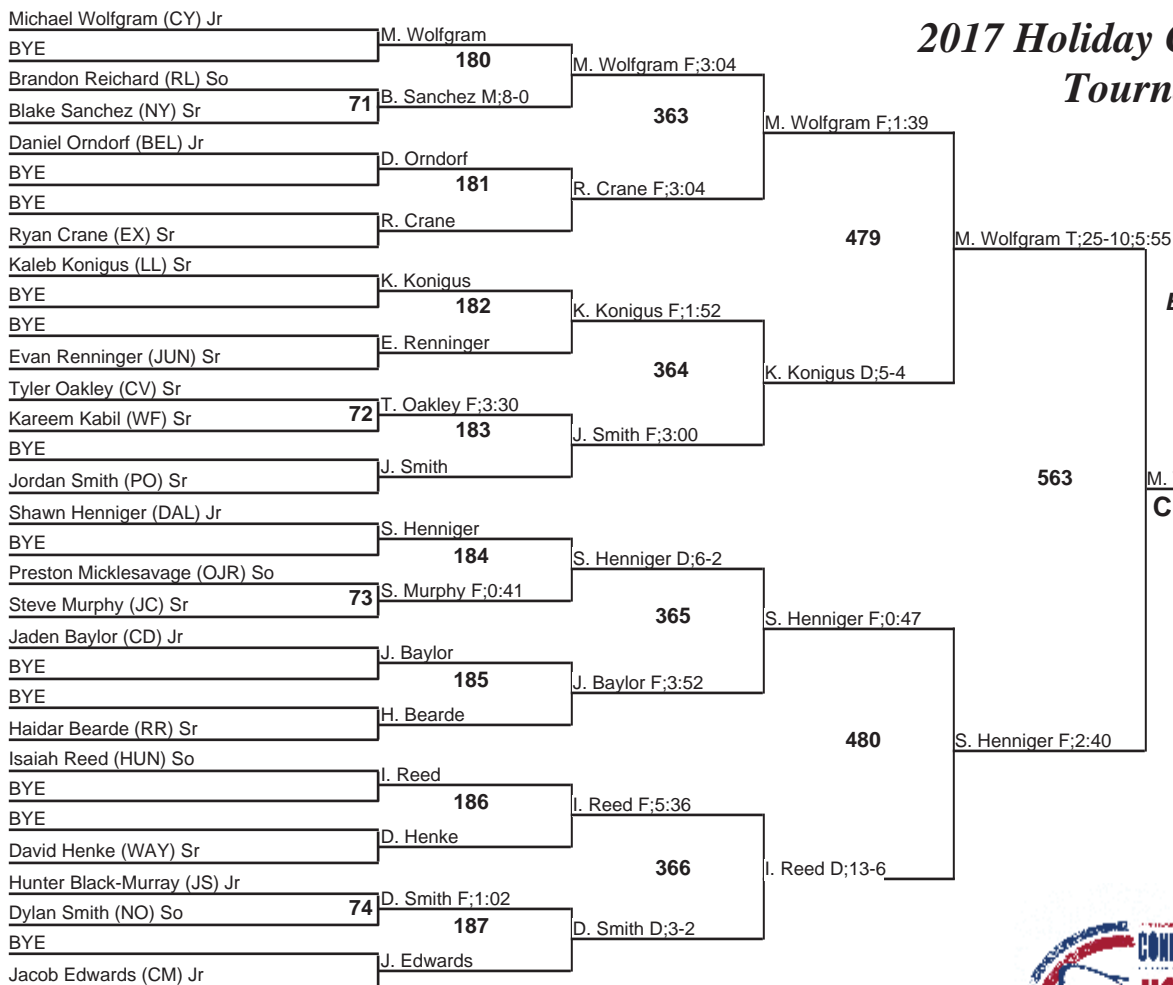 2017 Holiday
Tourn
Michael Wolfgram (CY) Jr
BYE
Brandon Reichard (RL) So
Blake Sanchez (NY) Sr
Daniel Orndorf (BEL) Jr
BYE
BYE
Ryan Crane (EX) Sr
Kaleb Konigus (LL) Sr
BYE
BYE
Evan Renninger (JUN) Sr
Tyler Oakley (CV) Sr
Kareem Kabil (WF) Sr
BYE
Jordan Smith (PO) Sr
Shawn Henniger (DAL) Jr
BYE
Preston Micklesavage (OJR) So
Steve Murphy (JC) Sr
Jaden Baylor (CD) Jr
BYE
BYE
Haidar Bearde (RR) Sr
Isaiah Reed (HUN) So
BYE
BYE
David Henke (WAY) Sr
Hunter Black-Murray (JS) Jr
Dylan Smith (NO) So
BYE
Jacob Edwards (CM) Jr
71
72
73
74
M. Wolfgram
180
B. Sanchez M;8-0
D. Orndorf
181
R. Crane
K. Konigus
182
E. Renninger
T. Oakley F;3:30
183
J. Smith
S. Henniger
184
S. Murphy F;0:41
J. Baylor
185
H. Bearde
I. Reed
186
D. Henke
D. Smith F;1:02
187
J. Edwards
M. Wolfgram F;3:04
363
R. Crane F;3:04
K. Konigus F;1:52
364
J. Smith F;3:00
S. Henniger D;6-2
365
J. Baylor F;3:52
I. Reed F;5:36
366
D. Smith D;3-2
M. Wolfgram F;1:39
479
K. Konigus D;5-4
S. Henniger F;0:47
480
I. Reed D;13-6
M. Wolfgram T;25-10;5:55
563
S. Henniger F;2:40
M.
C